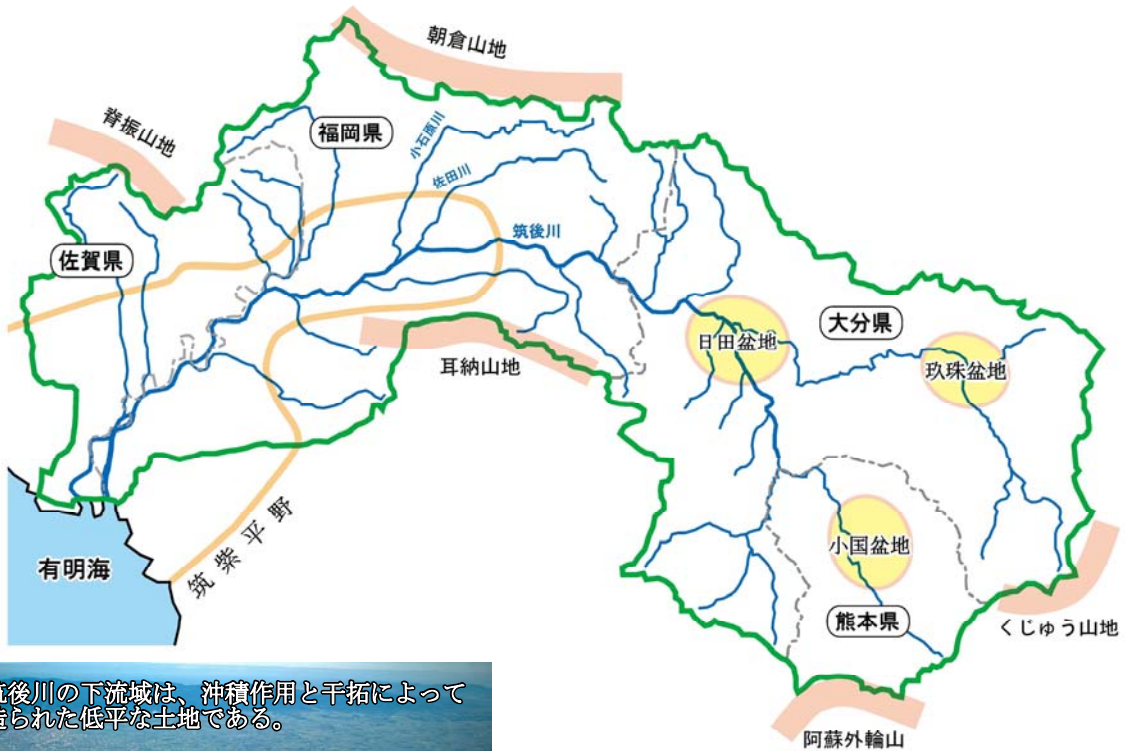 朝倉山地
脊振山地
福岡県
小石原川
佐田川
筑後川
佐賀県
大分県
日田盆地
玖珠盆地
耳納山地
筑紫平野
有明海
小国盆地
熊本県
くじゅう山地
阿蘇外輪山
筑後川の下流域は、沖積作用と干拓によって
造られた低平な土地である。